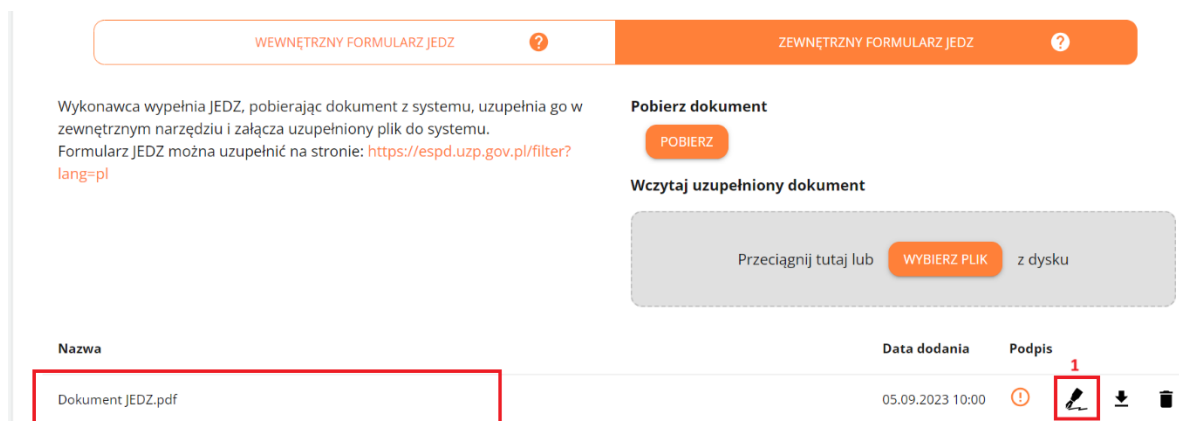 WEWNĘTRZNY FORMULARZ JEDZ ?
ZEWNĘTRZNY FORMULARZ JEDZ ?
Wykonawca wypełnia JEDZ, pobierając dokument z systemu, uzupełnia go w
zewnętrznym narzędziu i załącza uzupełniony plik do systemu.
Formularz JEDZ można uzupełnić na stronie: https://espd.uzp.gov.pl/filter?
lang=pl
Pobierz dokument
POBIERZ
Wczytaj uzupełniony dokument
Przeciągnij tutaj lub WYBIERZ PLIK z dysku
Nazwa Data dodania Podpis
1
Dokument JEDZ.pdf 05.09.2023 10:00 !